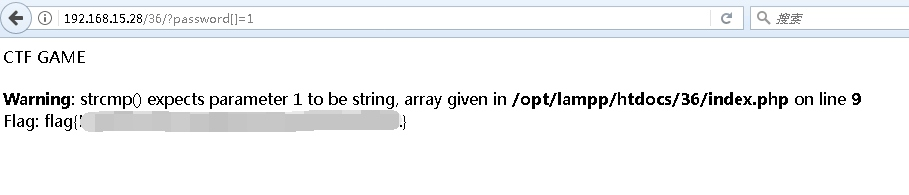 192.168.15.28/36/?password[]=1
搜索
CTF GAME
Warning: strcmp() expects parameter 1 to be string, array given in /opt/lampp/htdocs/36/index.php on line 9
Flag: flag{
}